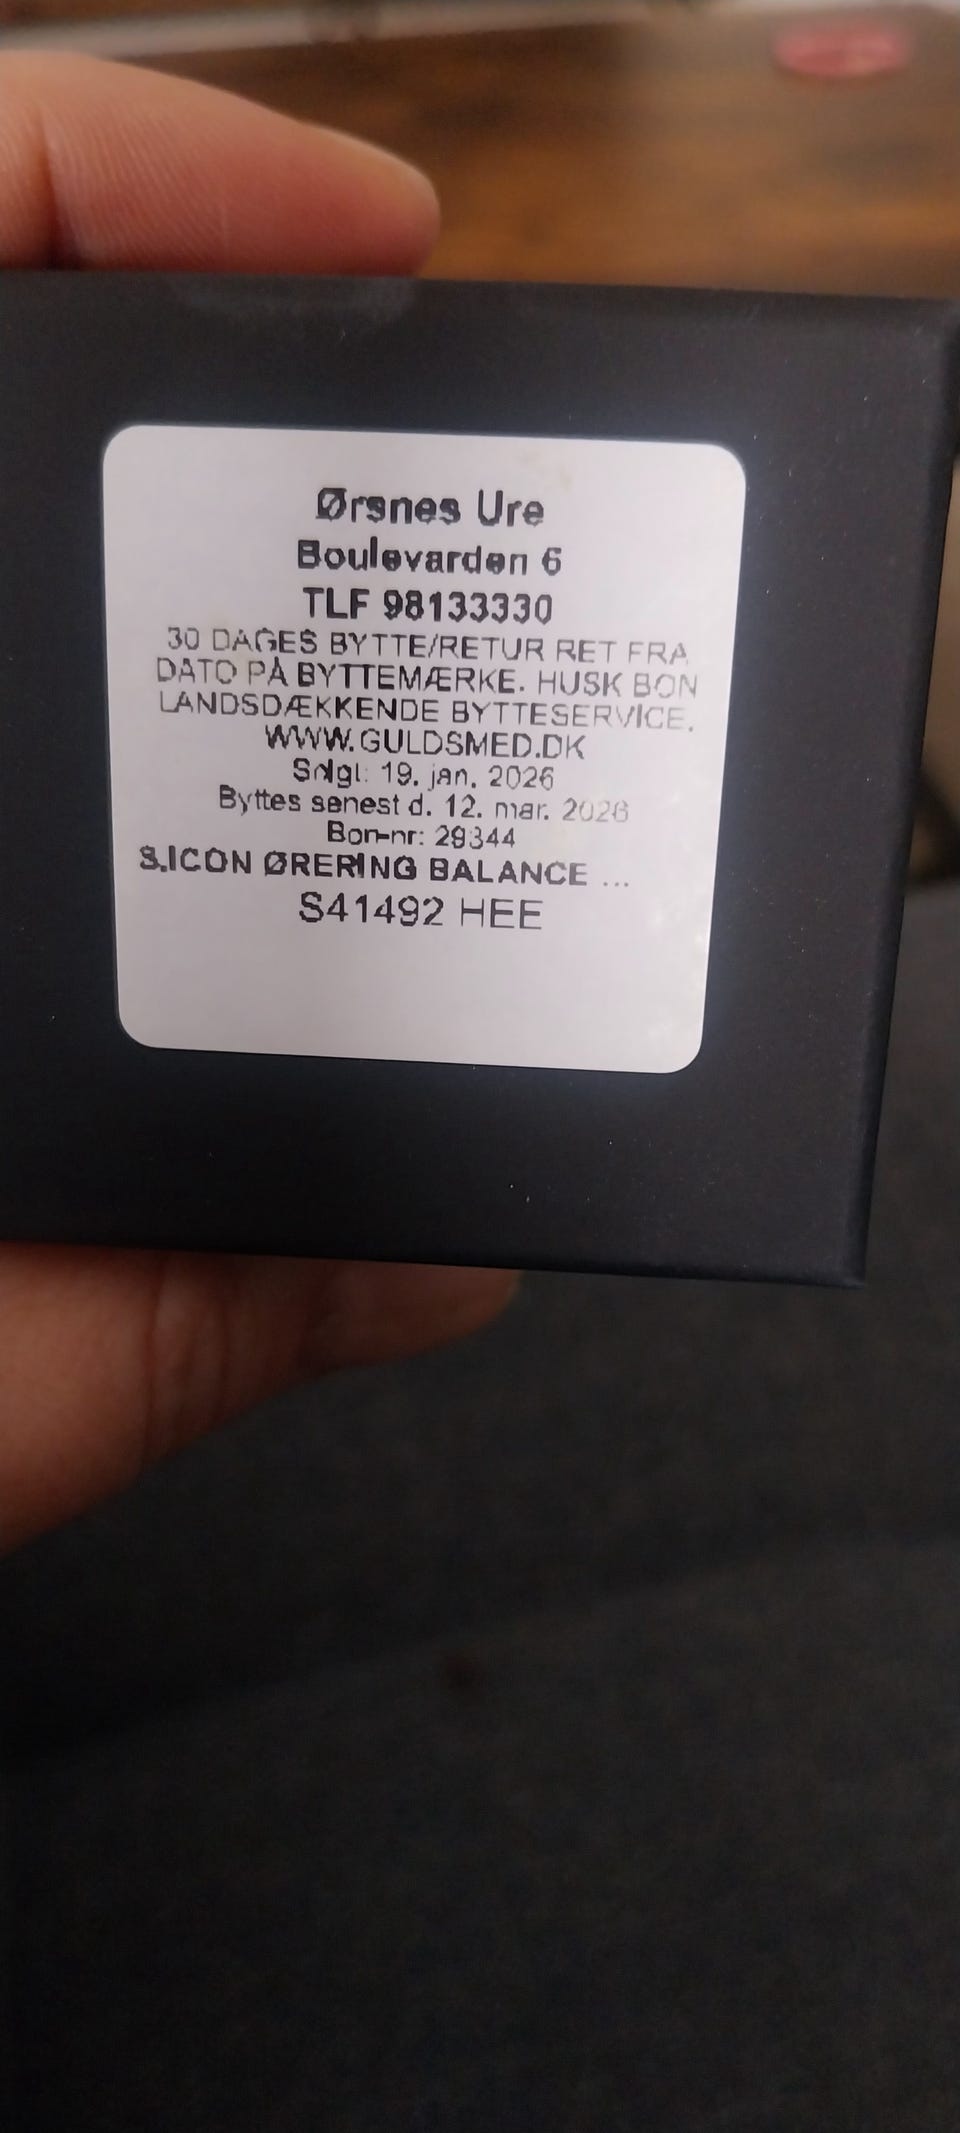 Ørsnes Ure
Boulevarden 6
TLF 98133330
30 DAGES BYTTE/RETUR RET FRA
DATO PÅ BYTTEMÆRKE. HUSK BON
LANDSDÆKKENDE BYTTESERVICE.
WWW.GULDSMED.DK
Solgt: 19. jan. 2026
Byttes senest d. 12. mar. 2026
Bon-nr: 29344
S.ICON ØRERING BALANCE ...
S41492 HEE